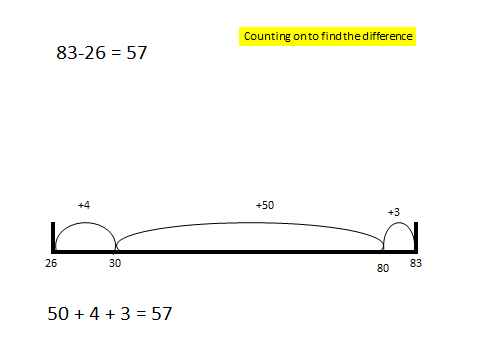 Counting on to find the difference
83-26 = 57
+4
+50
+3
26
30
80
83
50 + 4 + 3 = 57